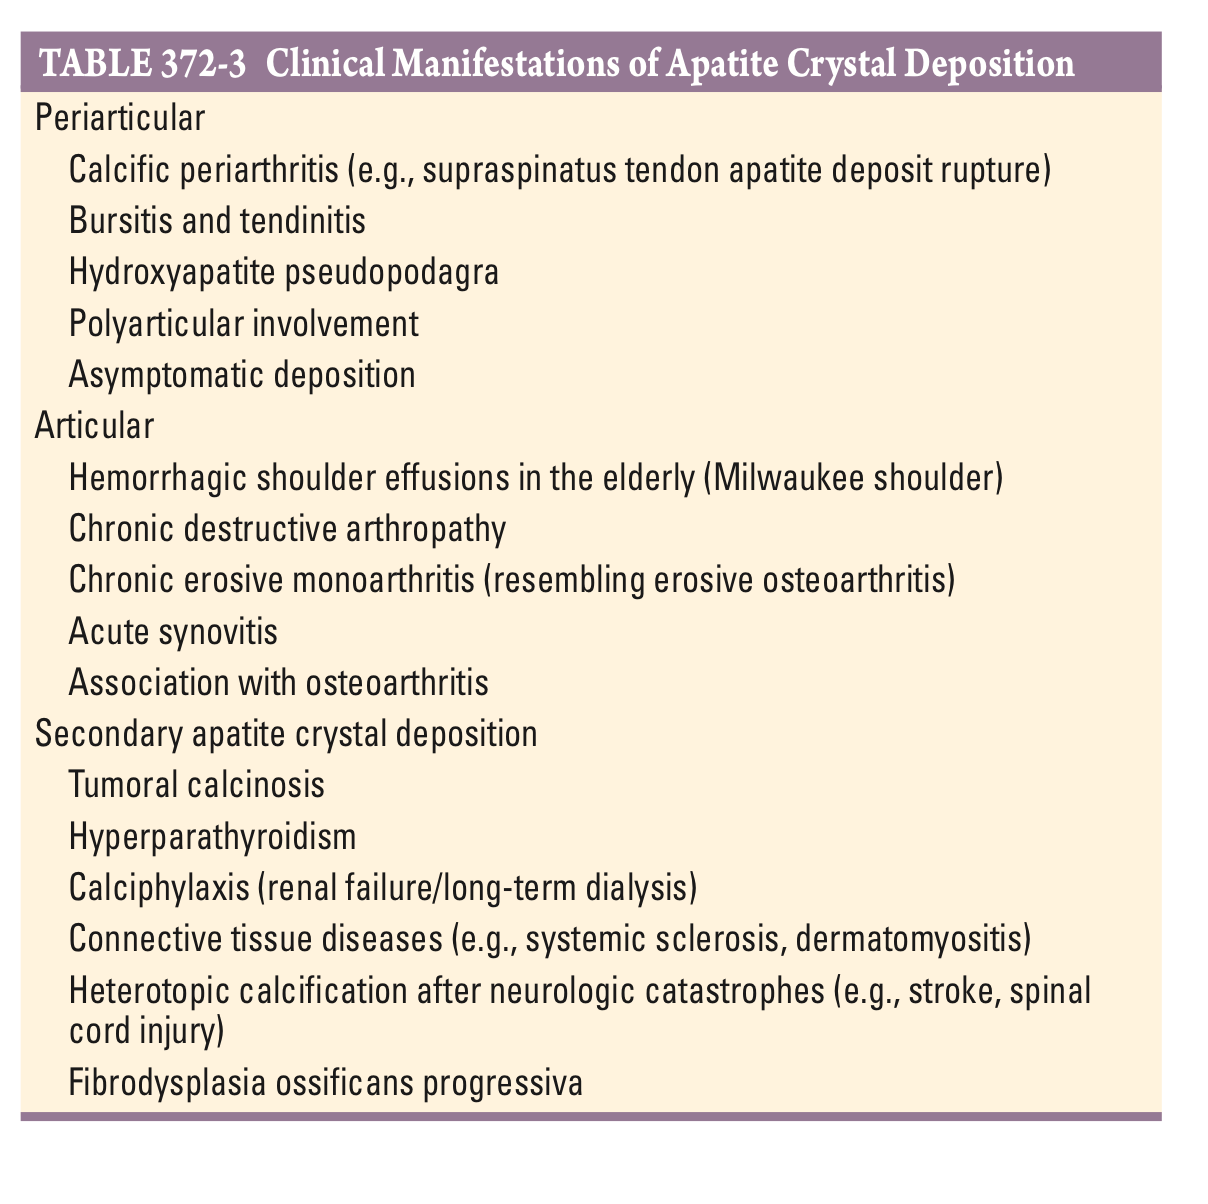 TABLE 372-3 Clinical Manifestations of Apatite Crystal Deposition
Periarticular
Calcific periarthritis (e.g., supraspinatus tendon apatite deposit rupture)
Bursitis and tendinitis
Hydroxyapatite pseudopodagra
Polyarticular involvement
Asymptomatic deposition
Articular
Hemorrhagic shoulder effusions in the elderly (Milwaukee shoulder)
Chronic destructive arthropathy
Chronic erosive monoarthritis (resembling erosive osteoarthritis)
Acute synovitis
Association with osteoarthritis
Secondary apatite crystal deposition
Tumoral calcinosis
Hyperparathyroidism
Calciphylaxis (renal failure/long-term dialysis)
Connective tissue diseases (e.g., systemic sclerosis, dermatomyositis)
Heterotopic calcification after neurologic catastrophes (e.g., stroke, spinal
cord injury)
Fibrodysplasia ossificans progressiva